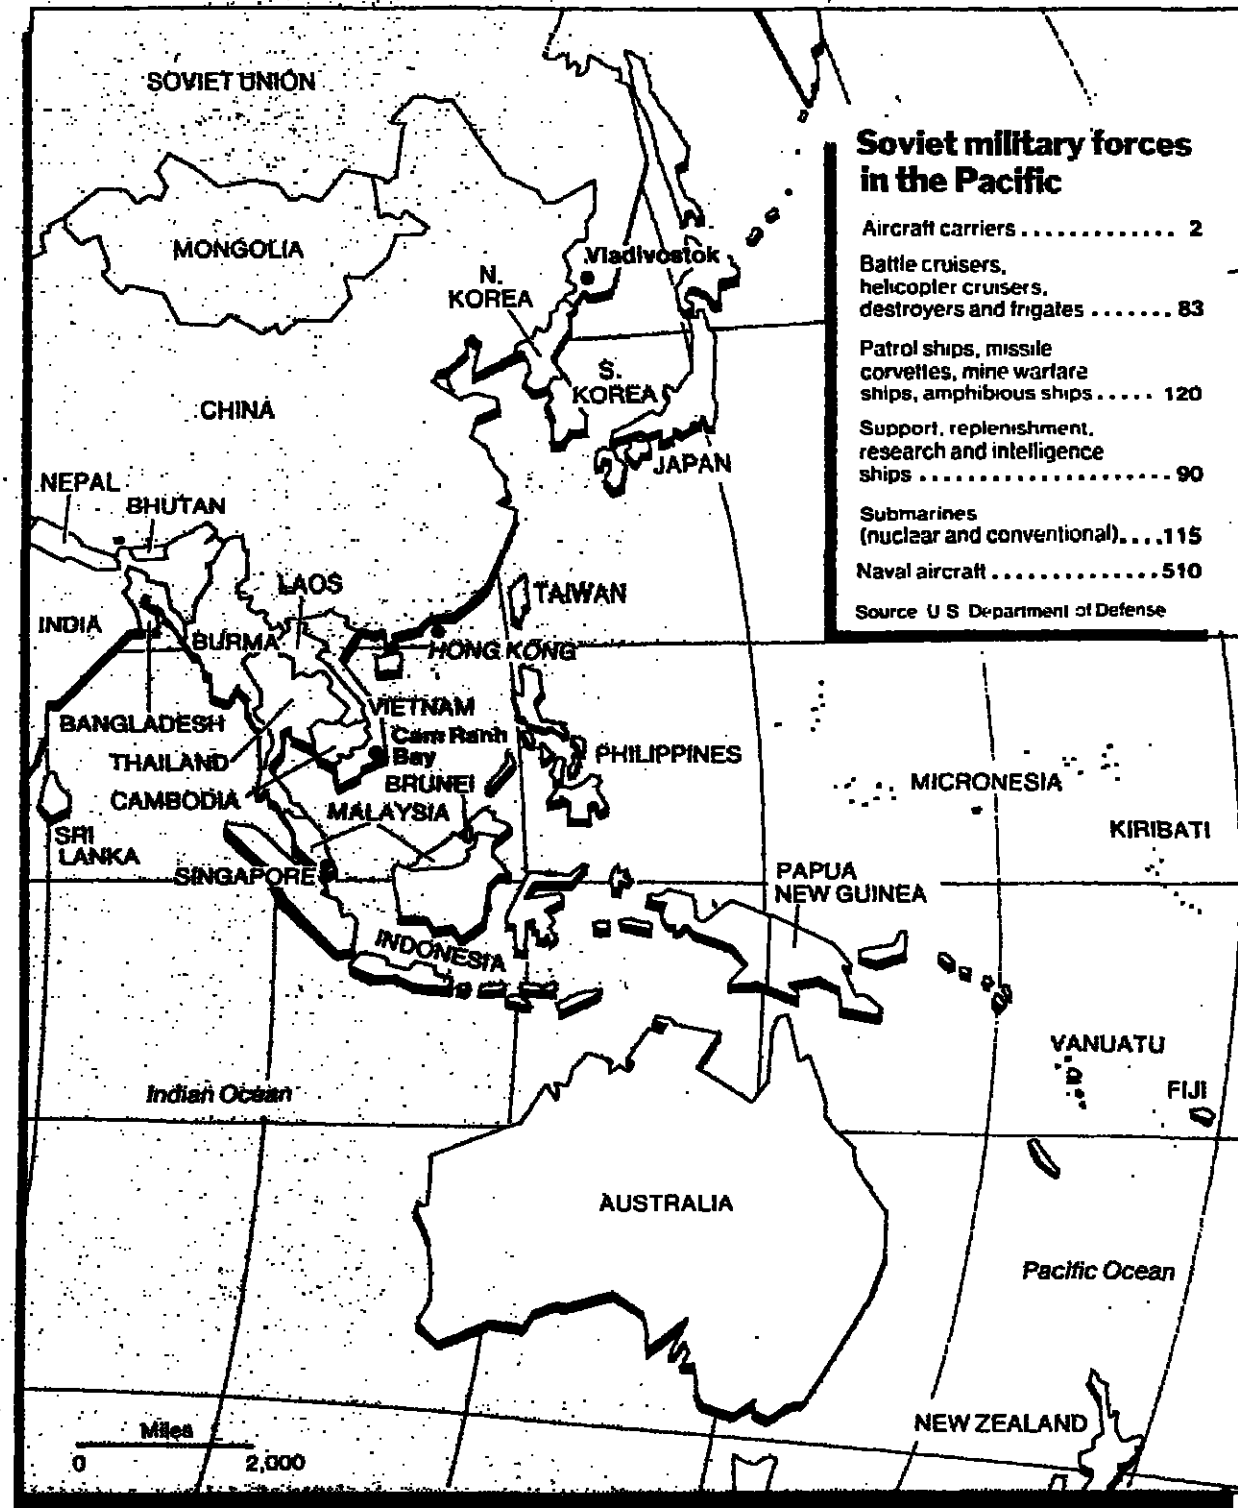 SOVIET UNION
Soviet military forces
in the Pacific
Aircraft carriers ............. 2
Battle cruisers,
helicopter cruisers,
destroyers and frigates ....... 83
Patrol ships, missile
corvettes, mine warfare
ships, amphibious ships ..... 120
Support, replenishment,
research and intelligence
ships ..................... 90
Submarines
(nuclear and conventional)....115
Naval aircraft ..............510
Source U S Department of Defense
MONGOLIA
Vladivostok
N.
KOREA
S.
KOREA
CHINA
JAPAN
NEPAL
BHUTAN
LAOS
TAIWAN
INDIA
BURMA
HONG KONG
BANGLADESH
VIETNAM
Cam Ranh
Bay
THAILAND
PHILIPPINES
BRUNEI
MICRONESIA
CAMBODIA
MALAYSIA
KIRIBATI
SRI
LANKA
SINGAPORE
PAPUA
NEW GUINEA
INDONESIA
VANUATU
Indian Ocean
FIJI
AUSTRALIA
Pacific Ocean
NEW ZEALAND
Miles
0 2,000